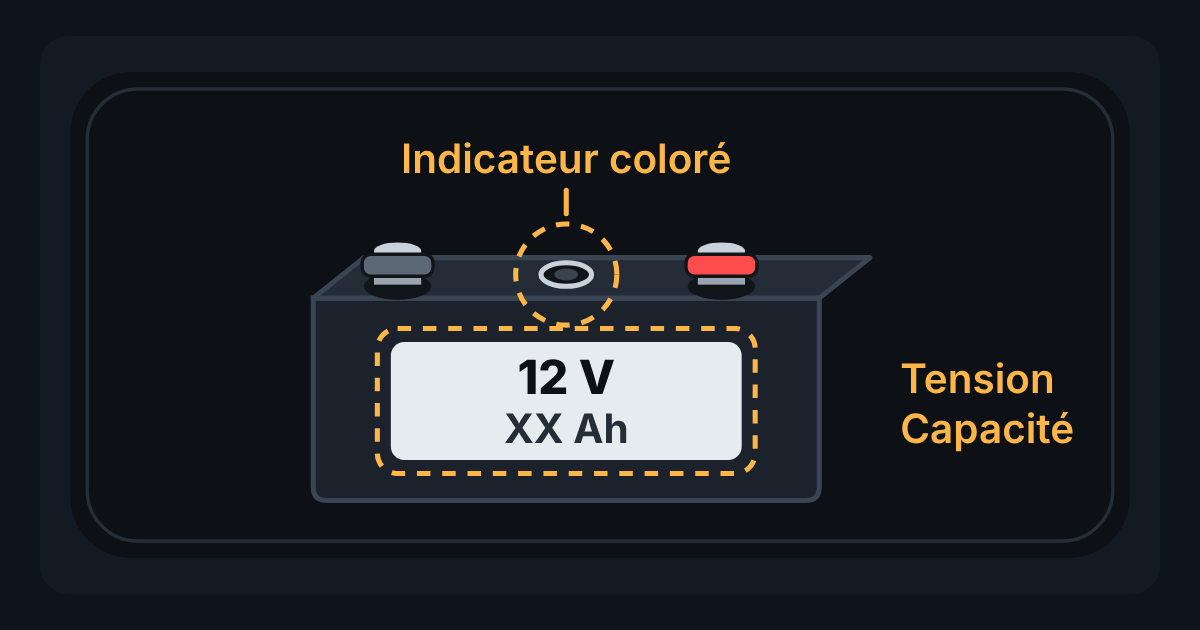 Indicateur coloré
12 V
XX Ah
Tension
Capacité